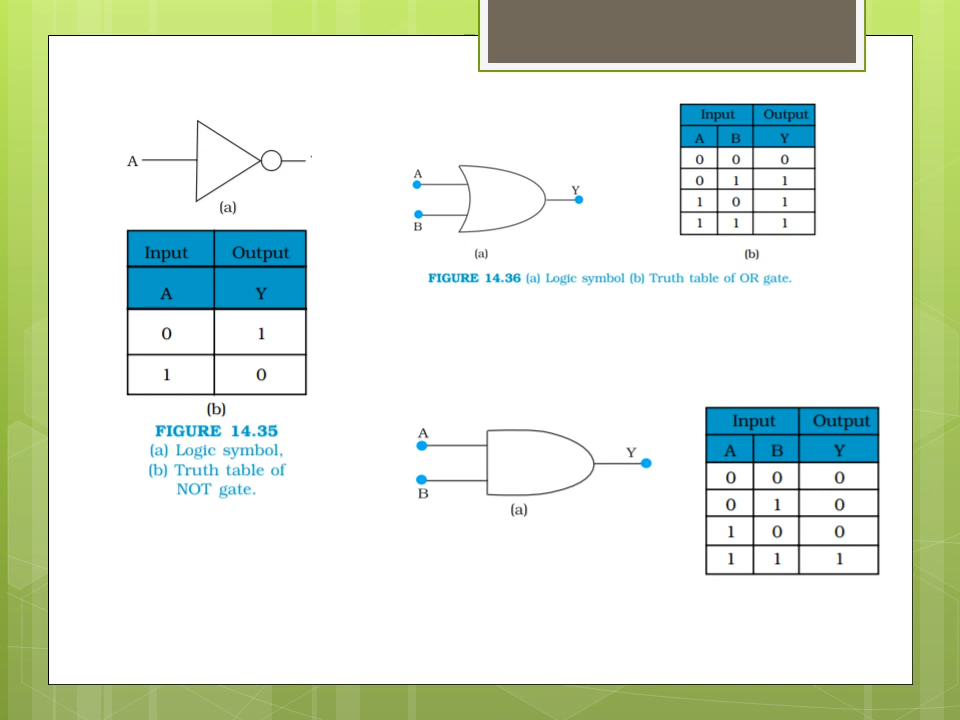 A
(a)
Input Output
A Y
0 1
1 0
(b)
FIGURE 14.35
(a) Logic symbol,
(b) Truth table of
NOT gate.
A
B
Y
(a)
Input Output
A B Y
0 0 0
0 1 1
1 0 1
1 1 1
(b)
FIGURE 14.36 (a) Logic symbol (b) Truth table of OR gate.
A
B
Y
(a)
Input Output
A B Y
0 0 0
0 1 0
1 0 0
1 1 1